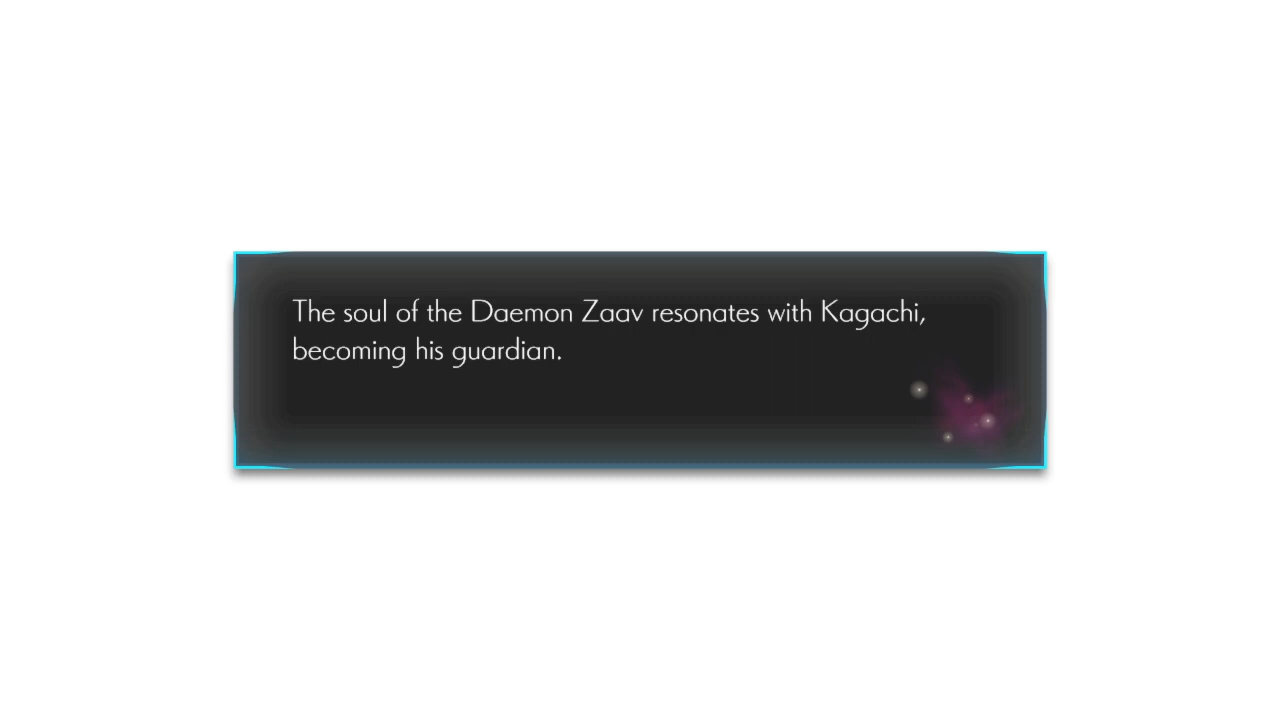 The soul of the Daemon Zaav resonates with Kagachi,
becoming his guardian.